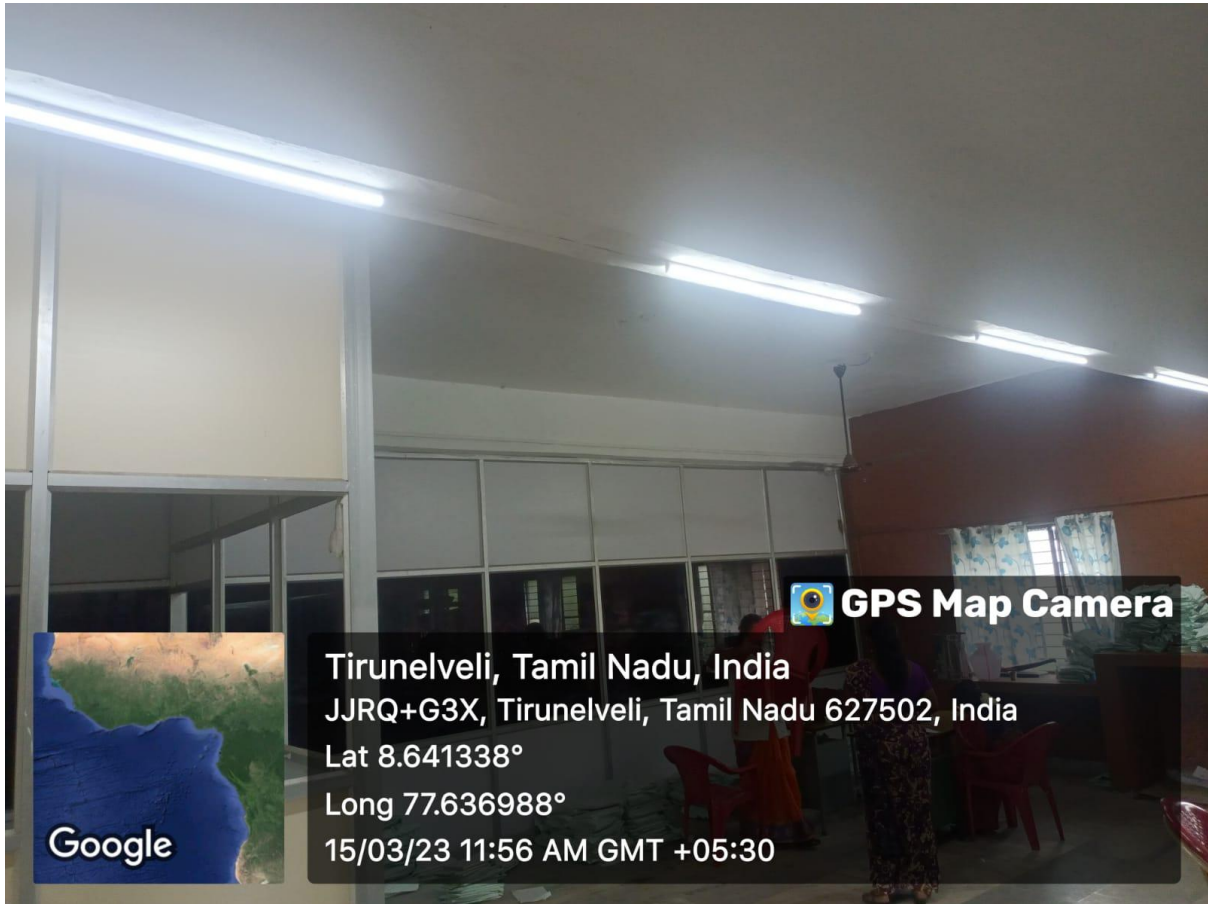 GPS Map Camera
Tirunelveli, Tamil Nadu, India
JJRQ+G3X, Tirunelveli, Tamil Nadu 627502, India
Lat 8.641338°
Long 77.636988°
15/03/23 11:56 AM GMT +05:30
Google